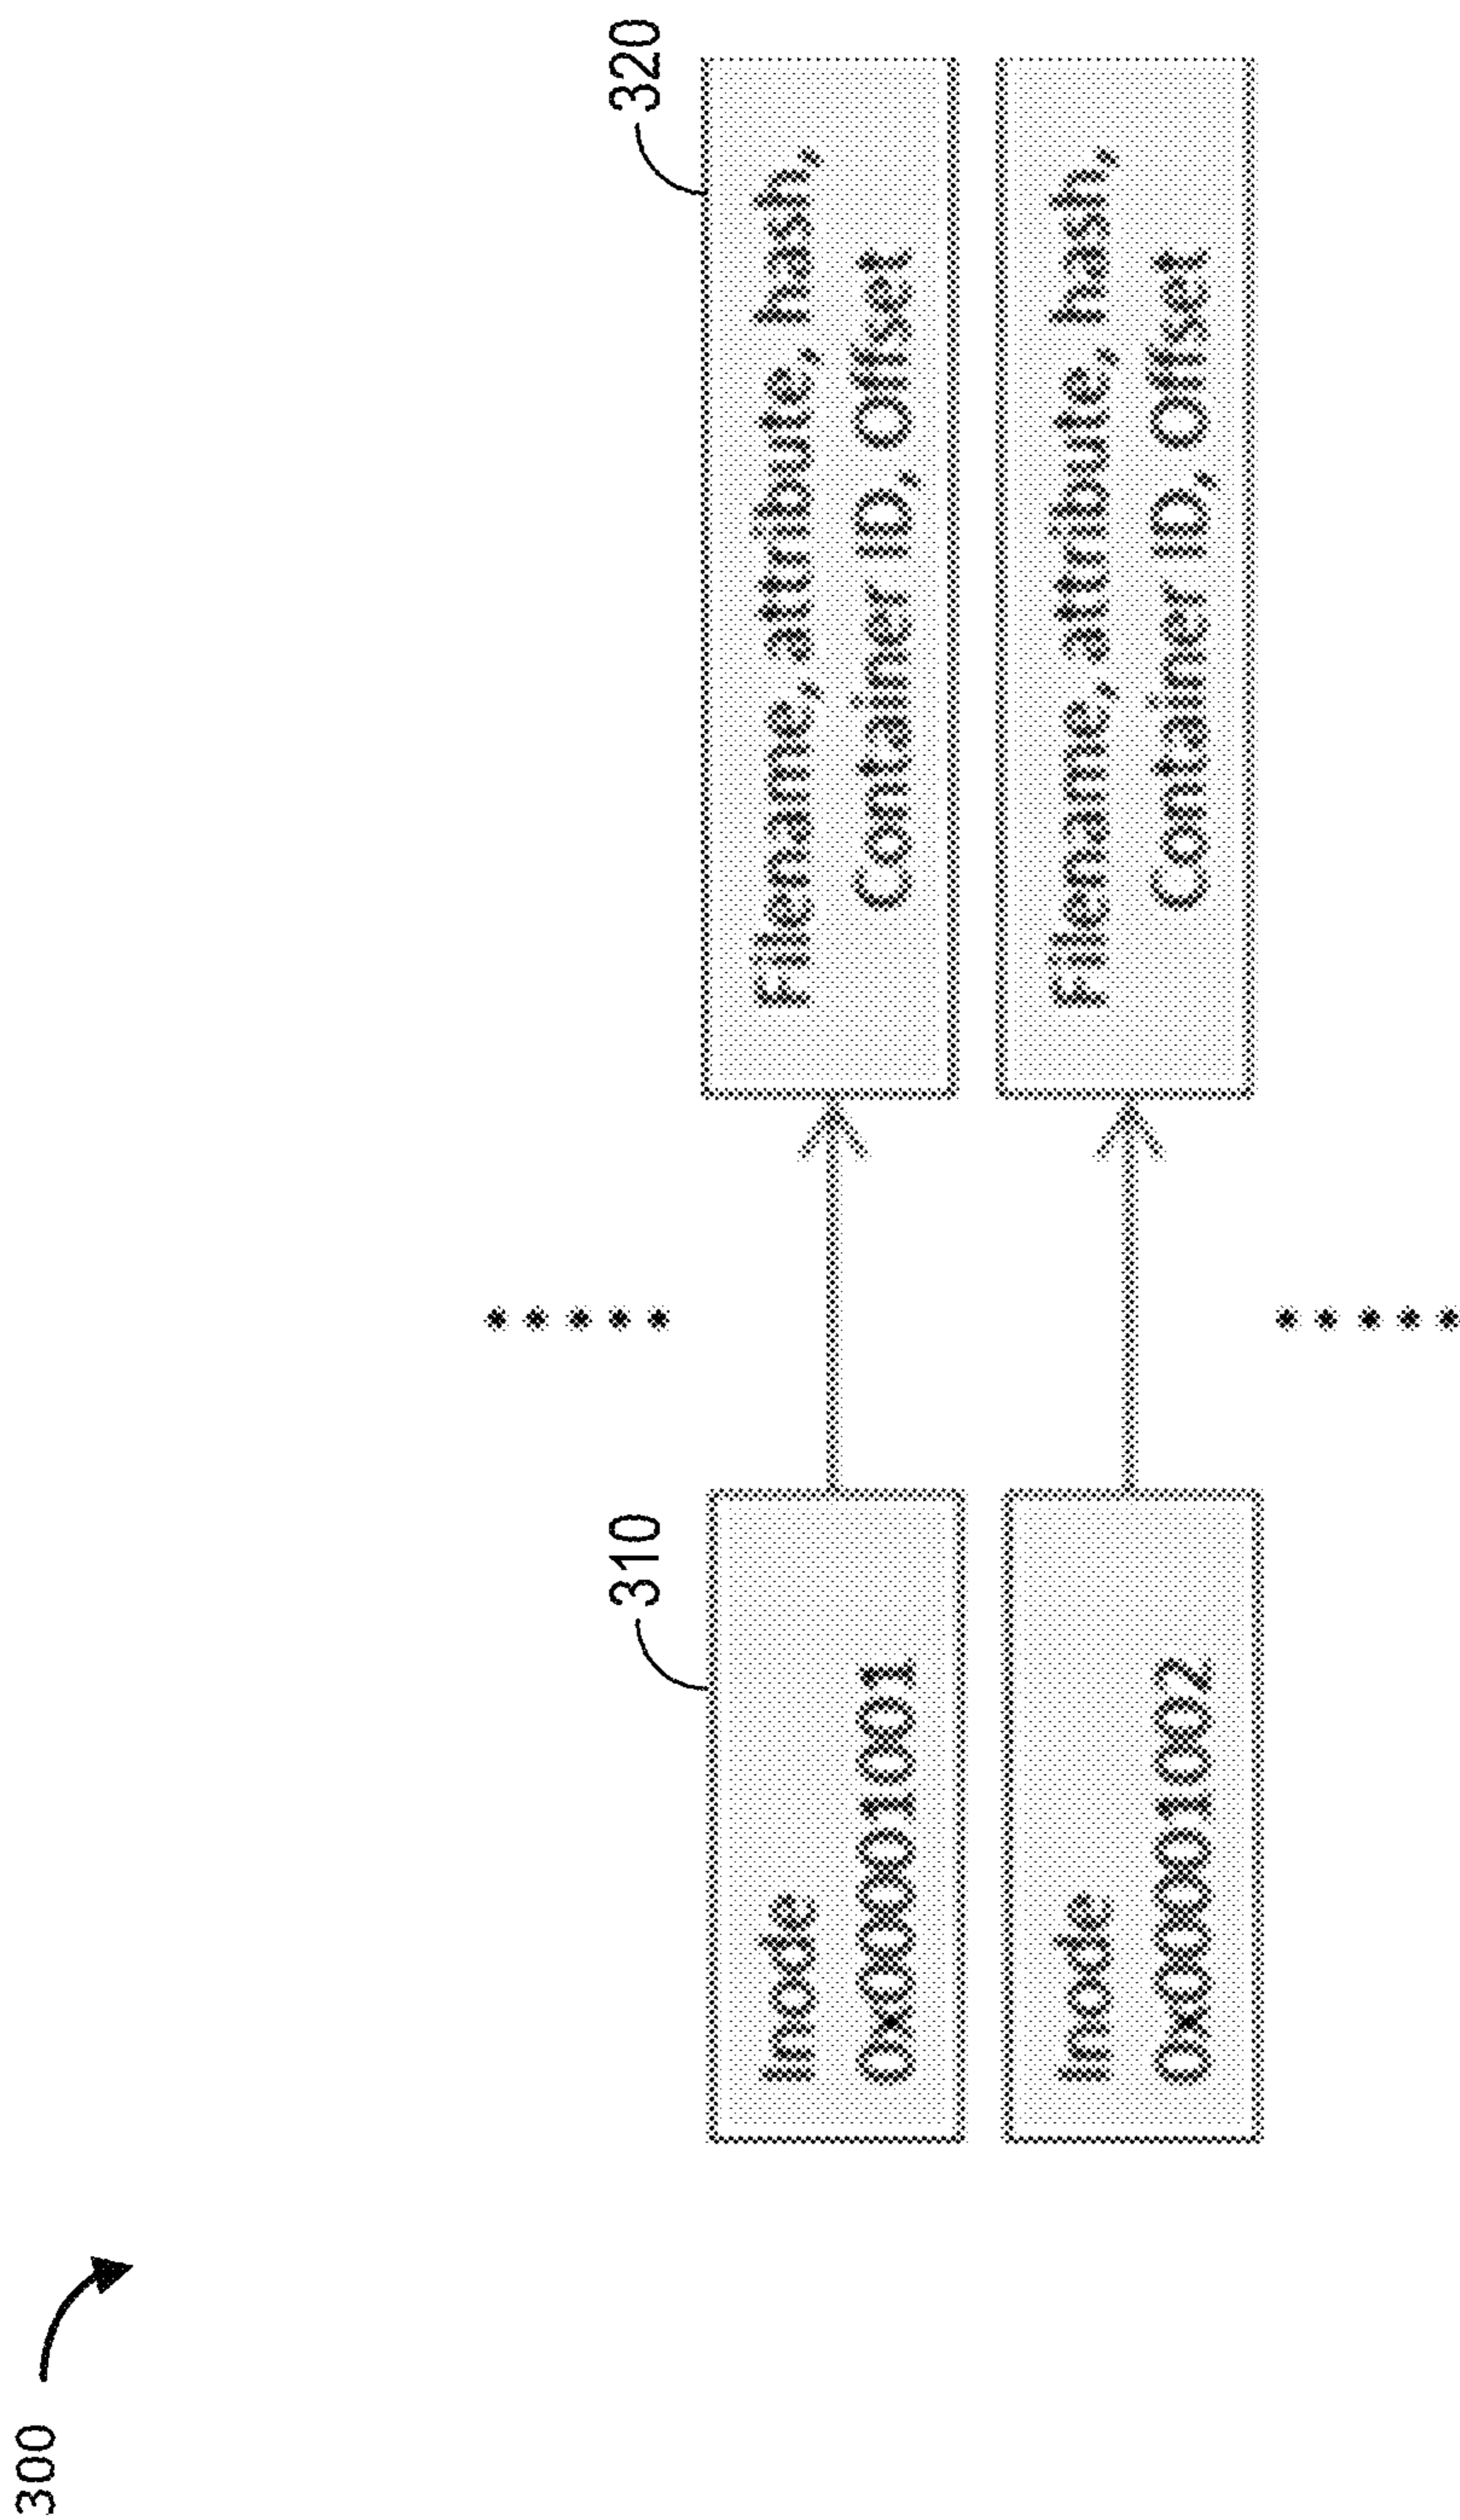 300
310
320
Inode
0x00001001
Filename, attribute, hash,
Container ID, Offset
Inode
0x00001002
Filename, attribute, hash,
Container ID, Offset